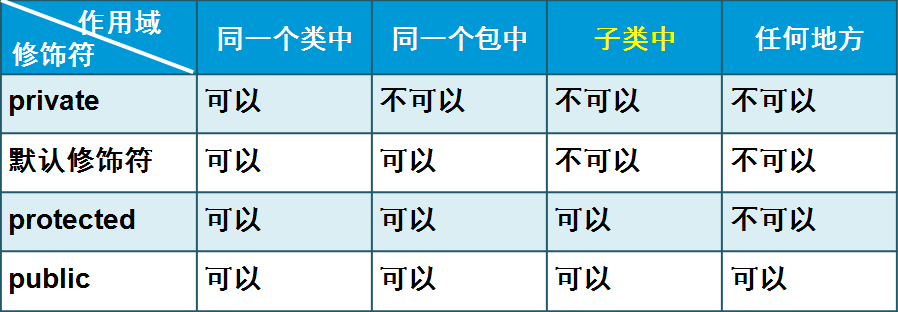 作用域
修饰符
同一个类中
同一个包中
子类中
任何地方
private
可以
不可以
不可以
不可以
默认修饰符
可以
可以
不可以
不可以
protected
可以
可以
可以
不可以
public
可以
可以
可以
可以